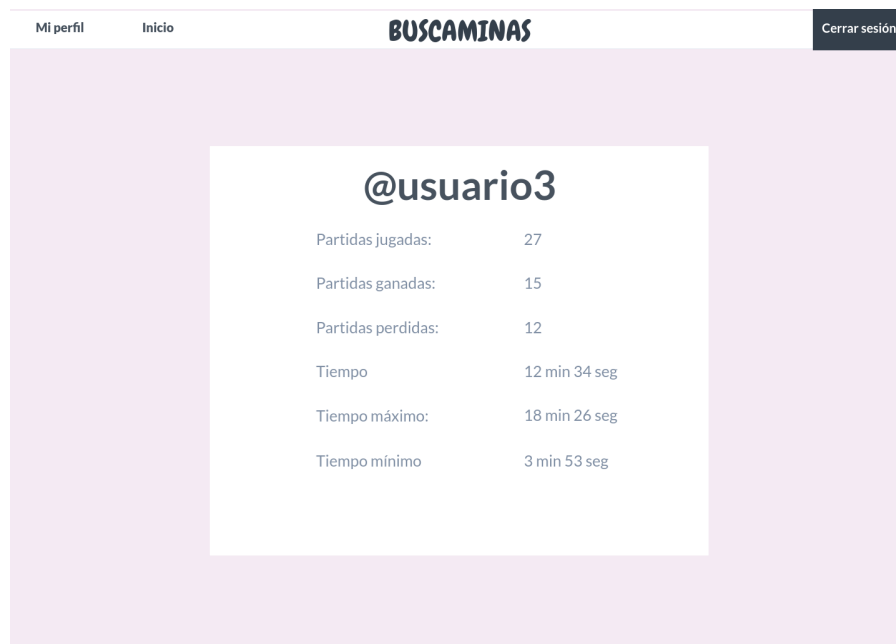 Mi perfil Inicio BUSCAMINAS Cerrar sesión
@usuario3
Partidas jugadas: 27
Partidas ganadas: 15
Partidas perdidas: 12
Tiempo 12 min 34 seg
Tiempo máximo: 18 min 26 seg
Tiempo mínimo 3 min 53 seg